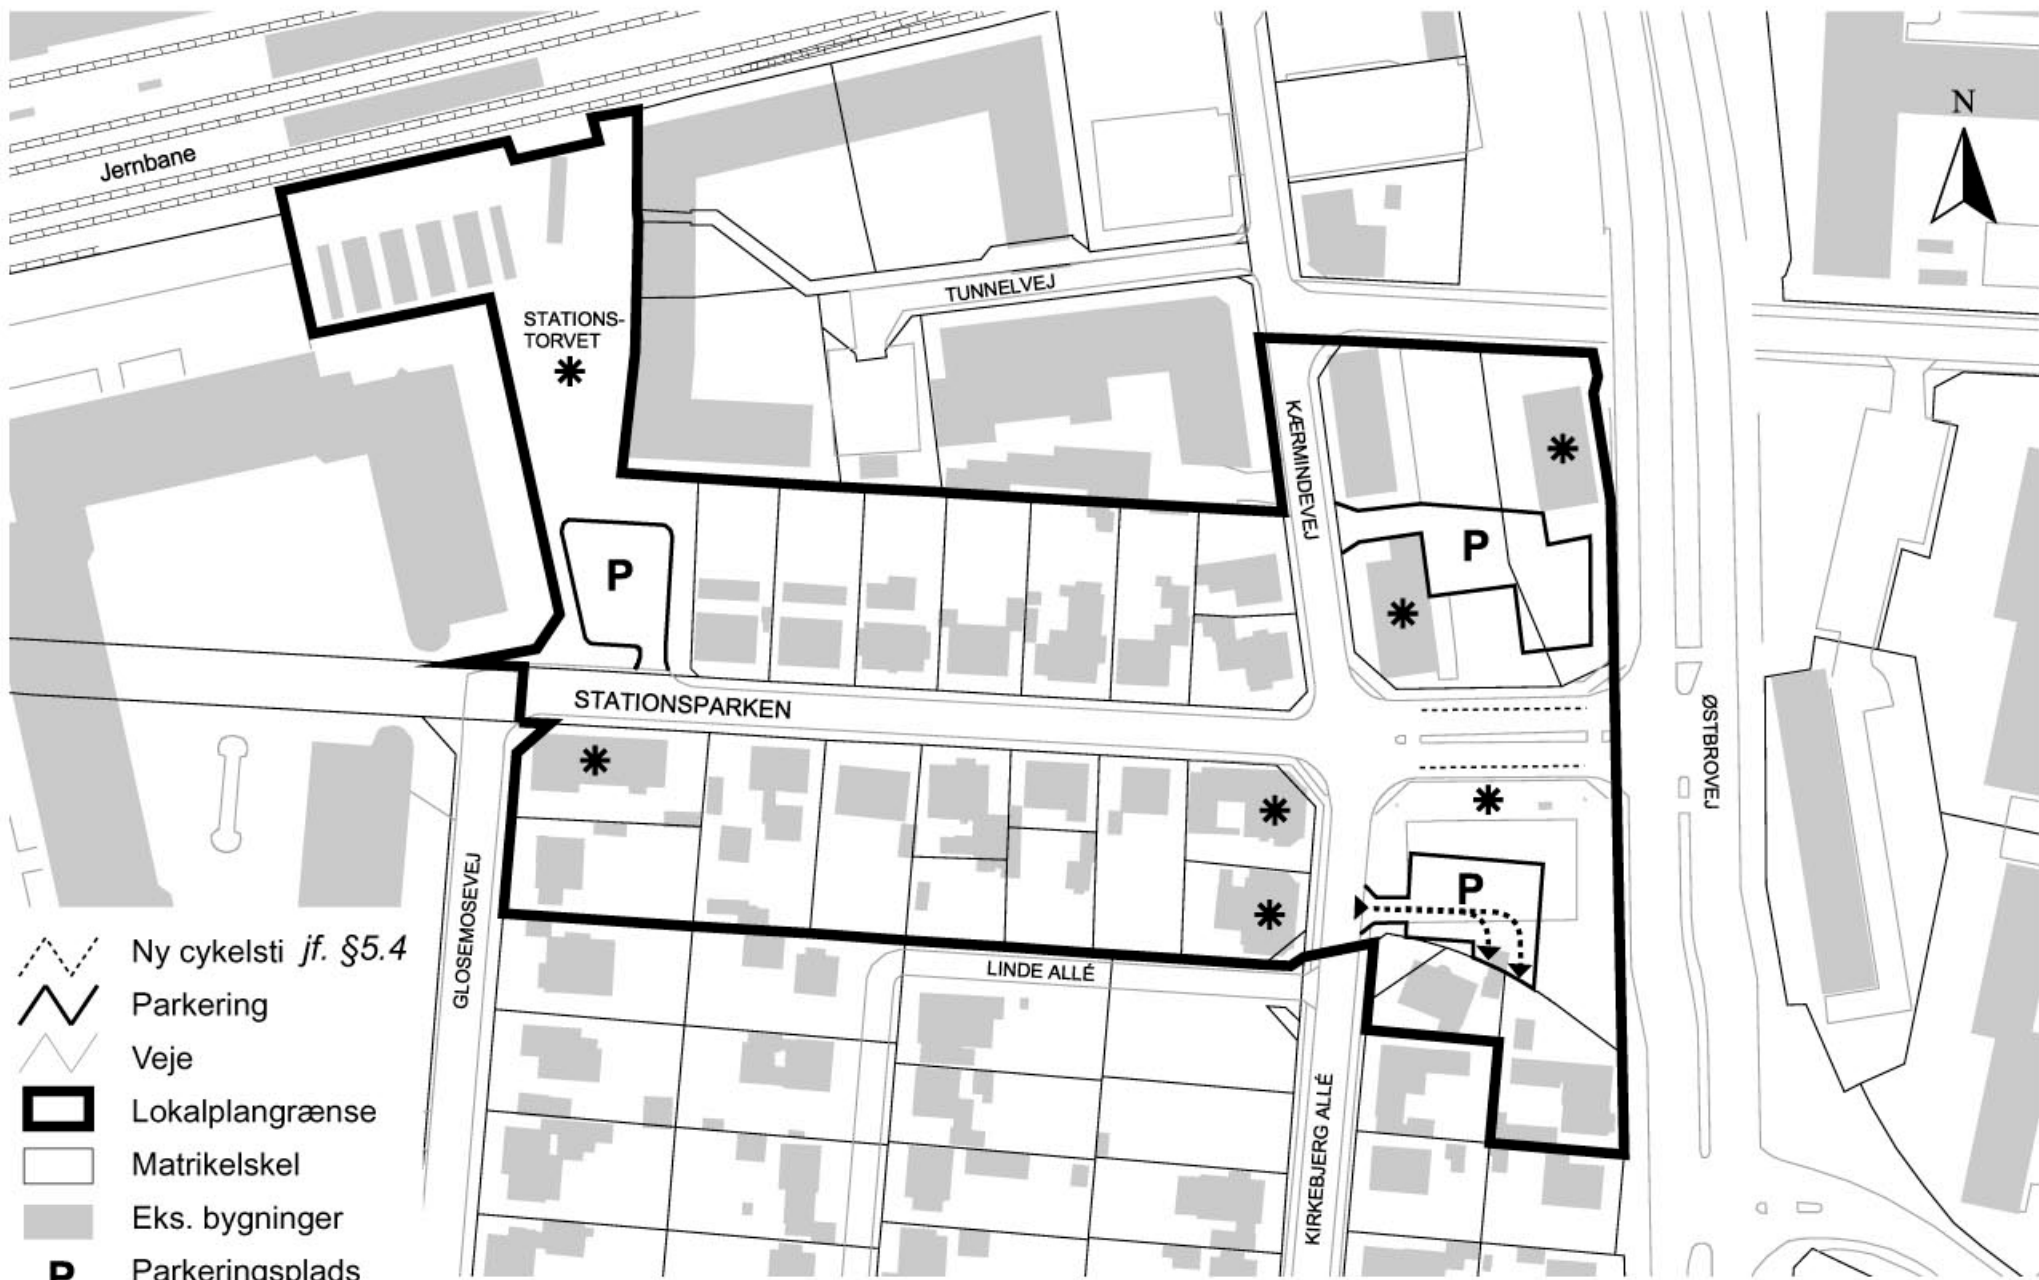 Jernbane
N
TUNNELVEJ
STATIONS-
TORVET
KÆRMINDEVEJ
P
P
STATIONSPARKEN
ØSTBROVEJ
GLOSEMOSEVEJ
P
LINDE ALLÉ
KIRKEBJERG ALLÉ
Ny cykelsti jf. §5.4
Parkering
Veje
Lokalplangrænse
Matrikelskel
Eks. bygninger
P Parkeringsplads